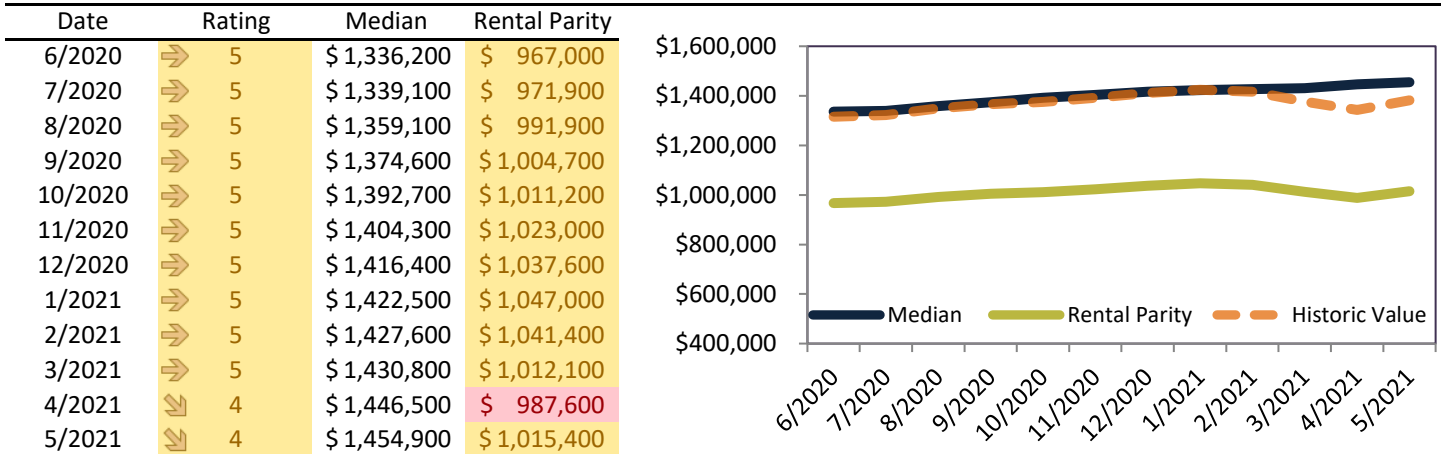 Date Rating Median Rental Parity
6/2020 5 $ 1,336,200 $ 967,000
7/2020 5 $ 1,339,100 $ 971,900
8/2020 5 $ 1,359,100 $ 991,900
9/2020 5 $ 1,374,600 $ 1,004,700
10/2020 5 $ 1,392,700 $ 1,011,200
11/2020 5 $ 1,404,300 $ 1,023,000
12/2020 5 $ 1,416,400 $ 1,037,600
1/2021 5 $ 1,422,500 $ 1,047,000
2/2021 5 $ 1,427,600 $ 1,041,400
3/2021 5 $ 1,430,800 $ 1,012,100
4/2021 4 $ 1,446,500 $ 987,600
5/2021 4 $ 1,454,900 $ 1,015,400
$1,600,000
$1,400,000
$1,200,000
$1,000,000
$800,000
$600,000
$400,000
Median Rental Parity Historic Value
6/2020 7/2020 8/2020 9/2020 10/2020 11/2020 12/2020 1/2021 2/2021 3/2021 4/2021 5/2021